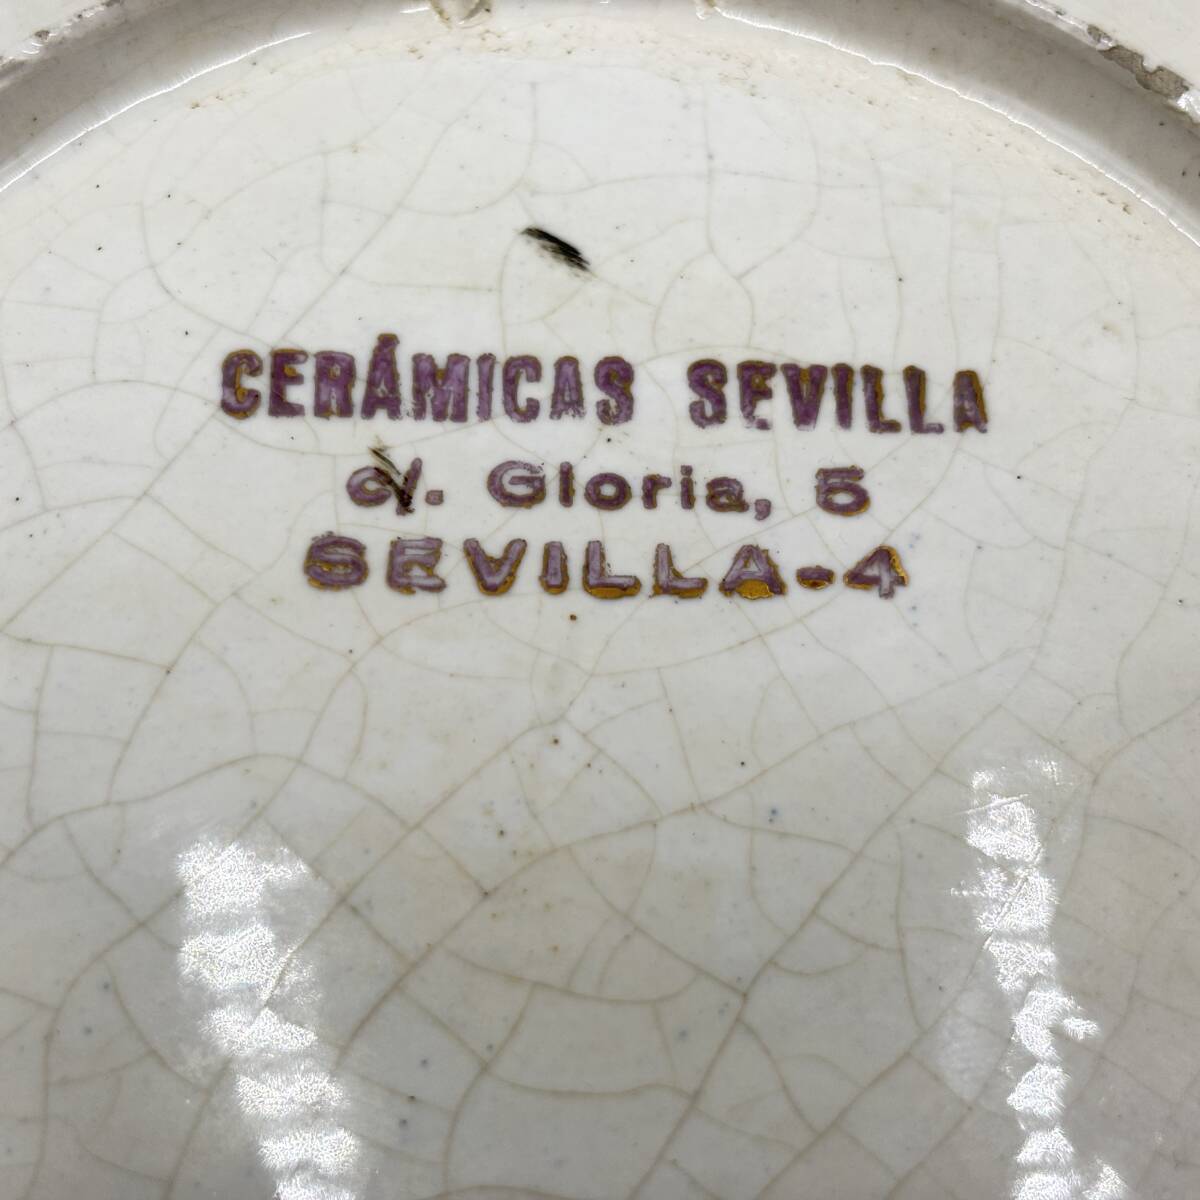 CERÁMICAS SEVILLA
c/. Gloria, 5
SEVILLA-4